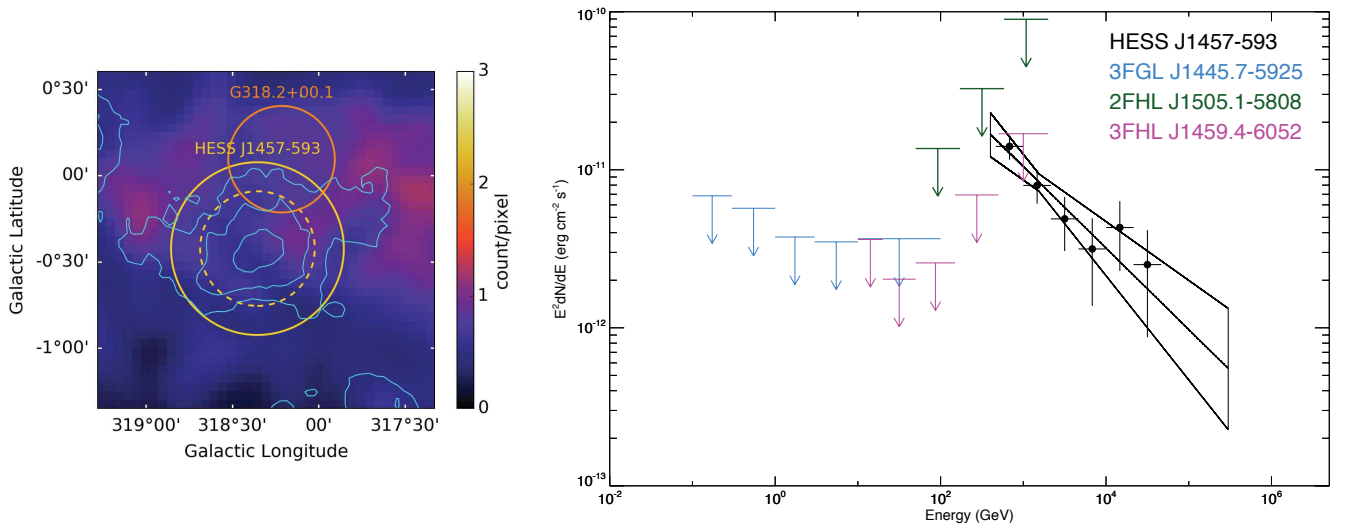 G318.2+00.1
HESS J1457-593
0°30'
00'
-0°30'
-1°00'
Galactic Latitude
319°00'
318°30'
00'
317°30'
Galactic Longitude
3
2
1
0
count/pixel
HESS J1457-593
3FGL J1445.7-5925
2FHL J1505.1-5808
3FHL J1459.4-6052
10⁻¹⁰
10⁻¹¹
10⁻¹²
10⁻¹³
E²dN/dE (erg cm⁻² s⁻¹)
10⁻²
10⁰
10²
10⁴
10⁶
Energy (GeV)